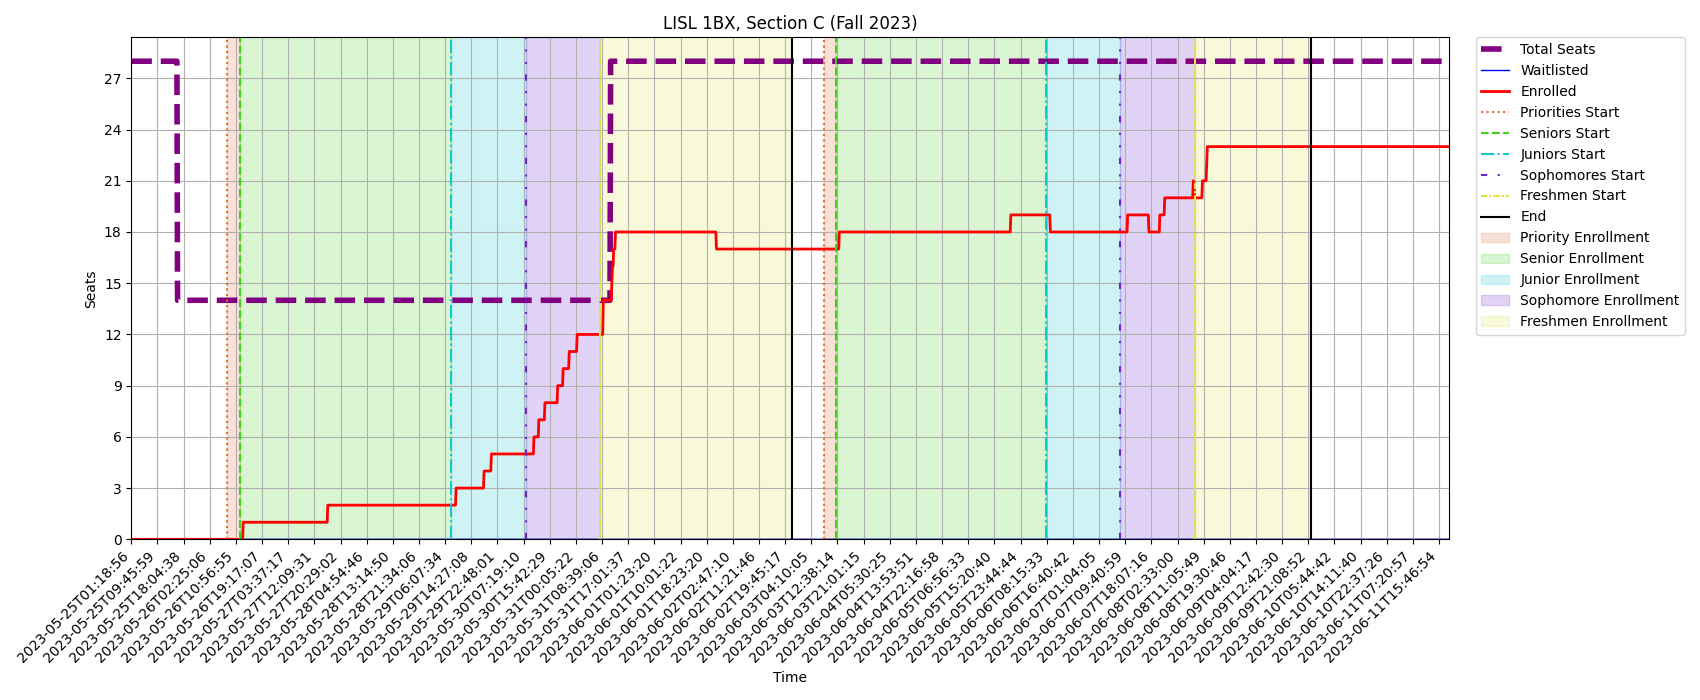 LISL 1BX, Section C (Fall 2023)
Total Seats
Waitlisted
Enrolled
Priorities Start
Seniors Start
Juniors Start
Sophomores Start
Freshmen Start
End
Priority Enrollment
Senior Enrollment
Junior Enrollment
Sophomore Enrollment
Freshmen Enrollment
Seats
27
24
21
18
15
12
9
6
3
0
2023-05-25T01:18:56
2023-05-25T09:45:59
2023-05-25T18:04:38
2023-05-26T02:25:06
2023-05-26T10:56:55
2023-05-26T19:17:07
2023-05-27T03:37:17
2023-05-27T12:09:31
2023-05-27T20:29:02
2023-05-28T04:54:46
2023-05-28T13:14:50
2023-05-28T21:34:06
2023-05-29T06:07:34
2023-05-29T14:27:08
2023-05-29T22:48:01
2023-05-30T07:19:10
2023-05-30T15:42:29
2023-05-31T00:05:22
2023-05-31T08:39:06
2023-05-31T17:01:37
2023-06-01T01:23:20
2023-06-01T10:01:22
2023-06-01T18:23:20
2023-06-02T02:47:10
2023-06-02T11:21:46
2023-06-02T19:45:17
2023-06-03T04:10:05
2023-06-03T12:38:14
2023-06-03T21:01:15
2023-06-04T05:30:25
2023-06-04T13:53:51
2023-06-04T22:16:58
2023-06-05T06:56:33
2023-06-05T15:20:40
2023-06-05T23:44:44
2023-06-06T08:15:33
2023-06-06T16:40:42
2023-06-07T01:04:05
2023-06-07T09:40:59
2023-06-07T18:07:16
2023-06-08T02:33:00
2023-06-08T11:05:49
2023-06-08T19:30:46
2023-06-09T04:04:17
2023-06-09T12:42:30
2023-06-09T21:08:52
2023-06-10T05:44:42
2023-06-10T14:11:40
2023-06-10T22:37:26
2023-06-11T07:20:57
2023-06-11T15:46:54
Time